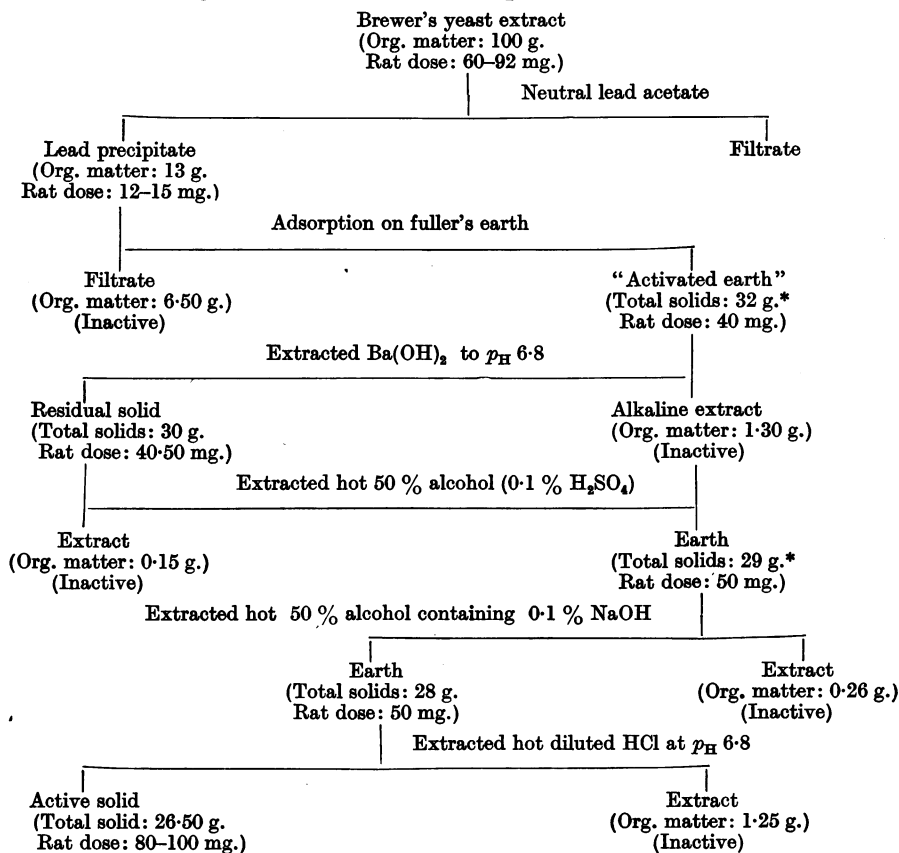 Brewer's yeast extract
(Org. matter: 100 g.
Rat dose: 60–92 mg.)
Neutral lead acetate
Lead precipitate
(Org. matter: 13 g.
Rat dose: 12–15 mg.)
Filtrate
Adsorption on fuller's earth
Filtrate
(Org. matter: 6·50 g.)
(Inactive)
"Activated earth"
(Total solids: 32 g.*
Rat dose: 40 mg.)
Extracted Ba(OH)₂ to pH 6·8
Residual solid
(Total solids: 30 g.
Rat dose: 40·50 mg.)
Alkaline extract
(Org. matter: 1·30 g.)
(Inactive)
Extracted hot 50 % alcohol (0·1 % H₂SO₄)
Extract
(Org. matter: 0·15 g.)
(Inactive)
Earth
(Total solids: 29 g.*
Rat dose: 50 mg.)
Extracted hot 50 % alcohol containing 0·1 % NaOH
Earth
(Total solids: 28 g.
Rat dose: 50 mg.)
Extract
(Org. matter: 0·26 g.)
(Inactive)
Extracted hot diluted HCl at pH 6·8
Active solid
(Total solid: 26·50 g.
Rat dose: 80–100 mg.)
Extract
(Org. matter: 1·25 g.)
(Inactive)